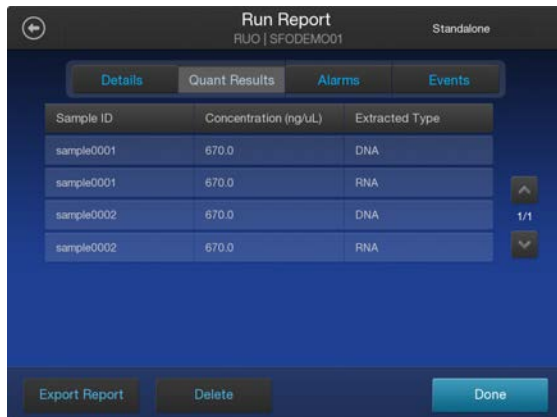 Run Report
RUO | SFODEMO01
Standalone
Details Quant Results Alarms Events
Sample ID Concentration (ng/uL) Extracted Type
sample0001 670.0 DNA
sample0001 670.0 RNA
sample0002 670.0 DNA
1/1
sample0002 670.0 RNA
Export Report Delete Done